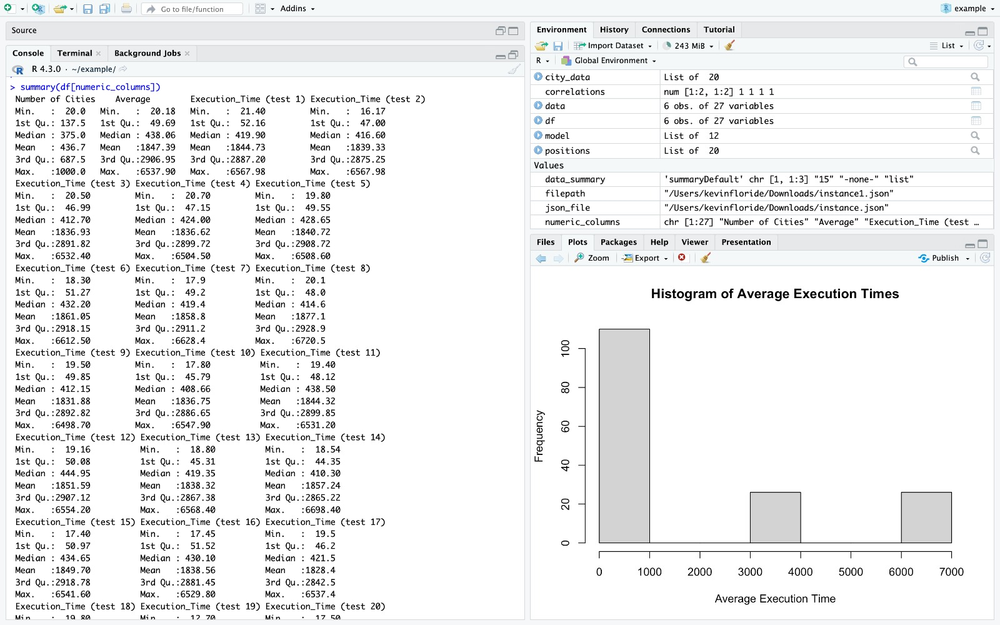 Go to file/function
Addins
example
Source
Console Terminal Background Jobs
R 4.3.0 · ~/example/
> summary(df[numeric_columns])
Number of Cities    Average        Execution_Time (test 1) Execution_Time (test 2)
Min.   :  20.0   Min.   :  20.18   Min.   :  21.40         Min.   :  16.17
1st Qu.: 137.5   1st Qu.:  49.69   1st Qu.:  52.16         1st Qu.:  47.00
Median : 375.0   Median : 438.06   Median : 419.90         Median : 416.60
Mean   : 436.7   Mean   :1847.39   Mean   :1844.73         Mean   :1839.33
3rd Qu.: 687.5   3rd Qu.:2906.95   3rd Qu.:2887.20         3rd Qu.:2875.25
Max.   :1000.0   Max.   :6537.90   Max.   :6567.98         Max.   :6567.98
Execution_Time (test 3) Execution_Time (test 4) Execution_Time (test 5)
Min.   :  20.50         Min.   :  20.70         Min.   :  19.80
1st Qu.:  46.99         1st Qu.:  47.15         1st Qu.:  49.55
Median : 412.70         Median : 424.00         Median : 428.65
Mean   :1836.93         Mean   :1836.62         Mean   :1840.72
3rd Qu.:2891.82         3rd Qu.:2899.72         3rd Qu.:2908.72
Max.   :6532.40         Max.   :6504.50         Max.   :6508.60
Execution_Time (test 6) Execution_Time (test 7) Execution_Time (test 8)
Min.   :  18.30         Min.   :  17.9          Min.   :  20.1
1st Qu.:  51.27         1st Qu.:  49.2          1st Qu.:  48.0
Median : 432.20         Median : 419.4          Median : 414.6
Mean   :1861.05         Mean   :1858.8          Mean   :1877.1
3rd Qu.:2918.15         3rd Qu.:2911.2          3rd Qu.:2928.9
Max.   :6612.50         Max.   :6628.4          Max.   :6720.5
Execution_Time (test 9) Execution_Time (test 10) Execution_Time (test 11)
Min.   :  19.50         Min.   :  17.80          Min.   :  19.40
1st Qu.:  49.85         1st Qu.:  45.79          1st Qu.:  48.12
Median : 412.15         Median : 408.66          Median : 438.50
Mean   :1831.88         Mean   :1836.75          Mean   :1844.32
3rd Qu.:2892.82         3rd Qu.:2886.65          3rd Qu.:2899.85
Max.   :6498.70         Max.   :6547.90          Max.   :6531.20
Execution_Time (test 12) Execution_Time (test 13) Execution_Time (test 14)
Min.   :  19.16          Min.   :  18.80          Min.   :  18.54
1st Qu.:  50.08          1st Qu.:  45.31          1st Qu.:  44.35
Median : 444.95          Median : 419.35          Median : 410.30
Mean   :1851.59          Mean   :1838.32          Mean   :1857.24
3rd Qu.:2907.12          3rd Qu.:2867.38          3rd Qu.:2865.22
Max.   :6554.20          Max.   :6568.40          Max.   :6698.40
Execution_Time (test 15) Execution_Time (test 16) Execution_Time (test 17)
Min.   :  17.40          Min.   :  17.45          Min.   :  19.5
1st Qu.:  50.97          1st Qu.:  51.52          1st Qu.:  46.2
Median : 434.65          Median : 430.10          Median : 421.5
Mean   :1849.70          Mean   :1838.56          Mean   :1828.4
3rd Qu.:2918.78          3rd Qu.:2881.45          3rd Qu.:2842.5
Max.   :6541.60          Max.   :6529.80          Max.   :6537.4
Execution_Time (test 18) Execution_Time (test 19) Execution_Time (test 20)
Min.   :  19.80          Min.   :  12.70          Min.   :  17.50
Environment History Connections Tutorial
Import Dataset 243 MiB List
R Global Environment
city_data List of  20
correlations num [1:2, 1:2] 1 1 1 1
data 6 obs. of 27 variables
df 6 obs. of 27 variables
model List of  12
positions List of  20
Values
data_summary 'summaryDefault' chr [1, 1:3] "15" "-none-" "list"
filepath "/Users/kevinfloride/Downloads/instance1.json"
json_file "/Users/kevinfloride/Downloads/instance.json"
numeric_columns chr [1:27] "Number of Cities" "Average" "Execution_Time (test …
Files Plots Packages Help Viewer Presentation
Zoom Export Publish
Histogram of Average Execution Times
Frequency
100
80
60
40
20
0
0 1000 2000 3000 4000 5000 6000 7000
Average Execution Time